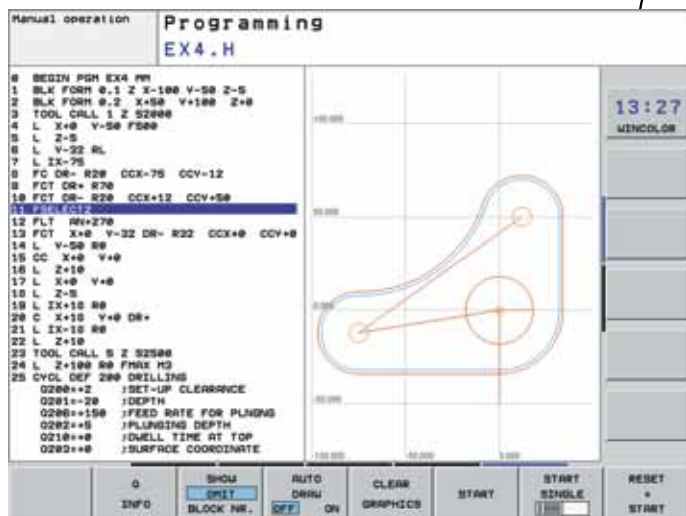 Manual operation
Programming
EX4.H
0 BEGIN PGM EX4 MM
1 BLK FORM 0.1 Z X-100 Y-50 Z-5
2 BLK FORM 0.2 X+50 Y+100 Z+0
3 TOOL CALL 1 Z S2000
4 L X+0 Y-50 F500
5 L Z-5
6 L Y-32 RL
7 L IX-75
8 FC DR- R20 CCX-75 CCY-12
9 FCT DR+ R70
10 FCT DR- R20 CCX+12 CCY+50
11 FSELECT2
12 FLT AN+270
13 FCT X+0 Y-32 DR- R32 CCX+0 CCY+0
14 L Y-50 R0
15 CC X+0 Y+0
16 L Z+10
17 L X+0 Y+0
18 L Z-5
19 L IX+18 R0
20 C X+18 Y+0 DR+
21 L IX-18 R0
22 L Z+10
23 TOOL CALL 5 Z S2500
24 L Z+100 R0 FMAX M3
25 CYCL DEF 200 DRILLING
Q200=+2 ;SET-UP CLEARANCE
Q201=-20 ;DEPTH
Q206=+150 ;FEED RATE FOR PLNGNG
Q202=+5 ;PLUNGING DEPTH
Q210=+0 ;DWELL TIME AT TOP
Q203=+0 ;SURFACE COORDINATE
+100.000
50.000
0.000
-50.000
-100.000
-50.000
0.000
13:27
WINCOLOR
Q
INFO
SHOW
OMIT
BLOCK NR.
AUTO
DRAW
OFF ON
CLEAR
GRAPHICS
START
START
SINGLE
RESET
+
START